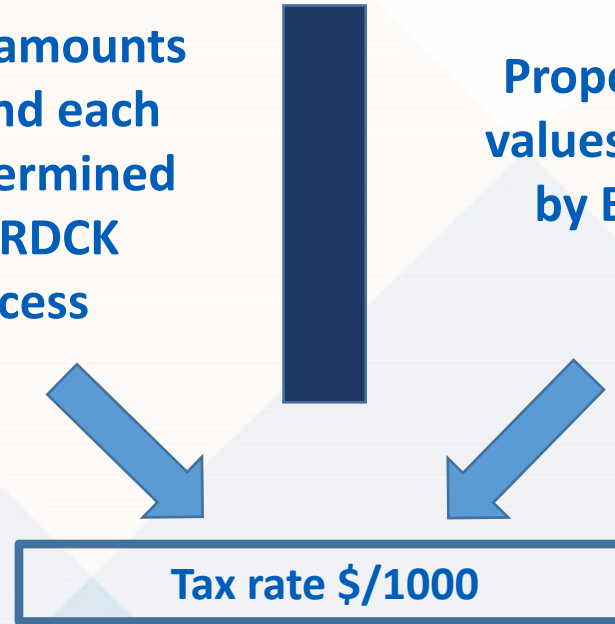 amounts
nd each
ermined
RDCK
cess
Prope
values
by
Tax rate $/1000